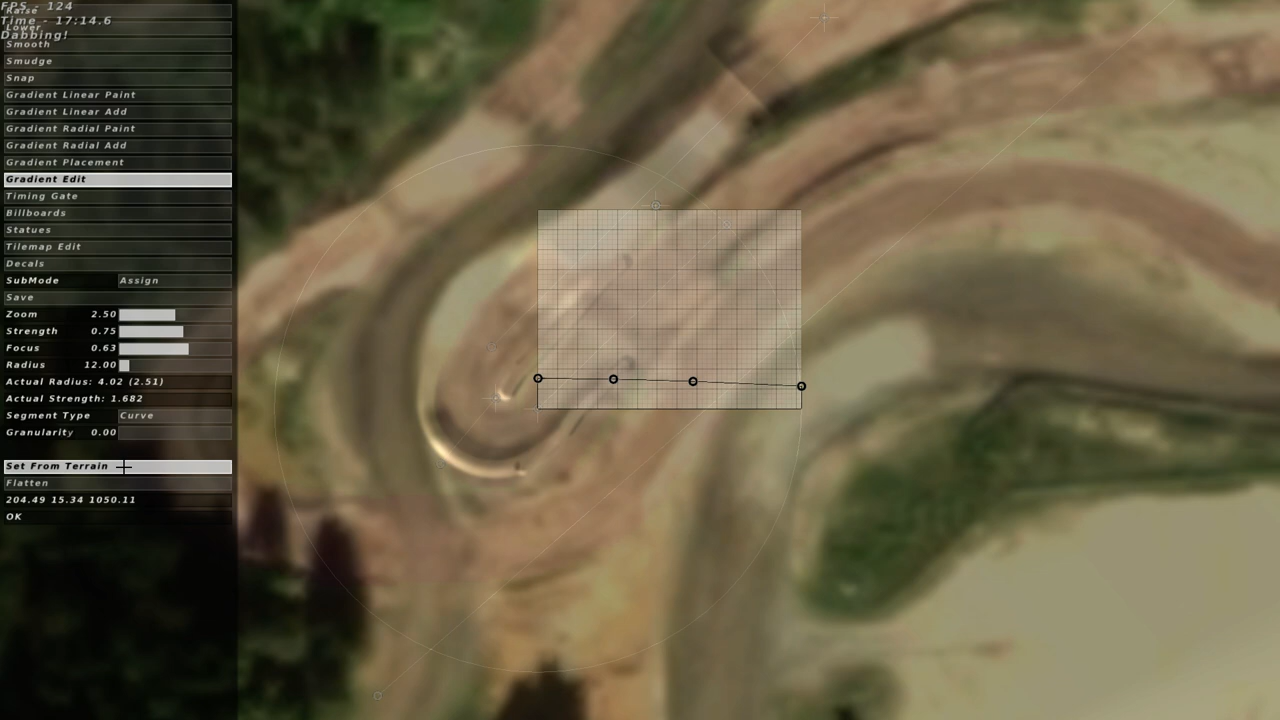 FPS - 124
Raise
Time - 17:14.6
Lower
Dabbing!
Smooth
Smudge
Snap
Gradient Linear Paint
Gradient Linear Add
Gradient Radial Paint
Gradient Radial Add
Gradient Placement
Gradient Edit
Timing Gate
Billboards
Statues
Tilemap Edit
Decals
SubMode Assign
Save
Zoom 2.50
Strength 0.75
Focus 0.63
Radius 12.00
Actual Radius: 4.02 (2.51)
Actual Strength: 1.682
Segment Type Curve
Granularity 0.00
Set From Terrain
Flatten
204.49 15.34 1050.11
OK